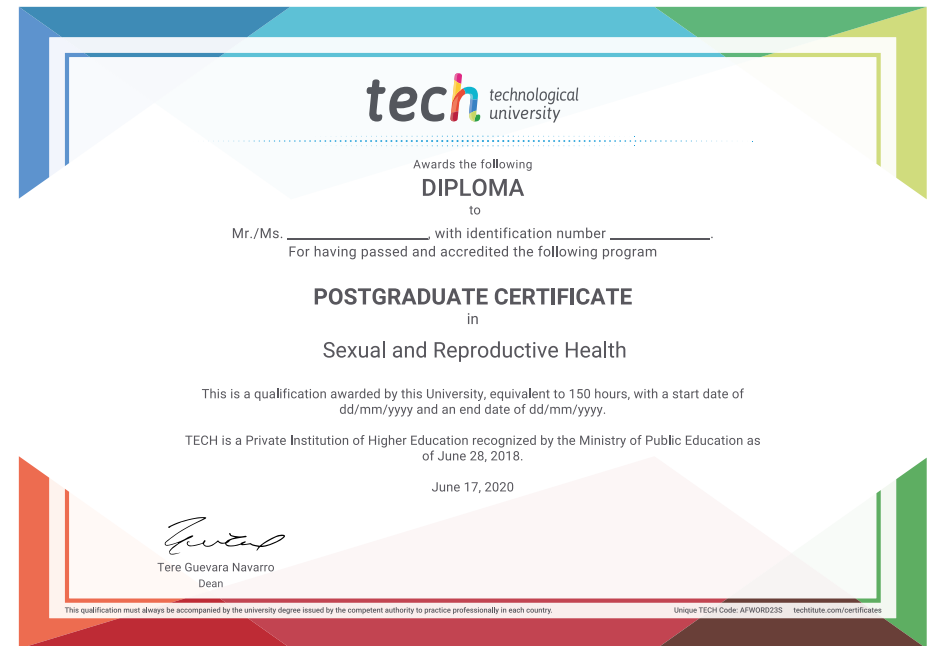 tech technological
university
Awards the following
DIPLOMA
to
Mr./Ms. ____________________, with identification number ______________.
For having passed and accredited the following program
POSTGRADUATE CERTIFICATE
in
Sexual and Reproductive Health
This is a qualification awarded by this University, equivalent to 150 hours, with a start date of
dd/mm/yyyy and an end date of dd/mm/yyyy.
TECH is a Private Institution of Higher Education recognized by the Ministry of Public Education as
of June 28, 2018.
June 17, 2020
Tere Guevara Navarro
Dean
This qualification must always be accompanied by the university degree issued by the competent authority to practice professionally in each country.
Unique TECH Code: AFWORD23S techtitute.com/certificates